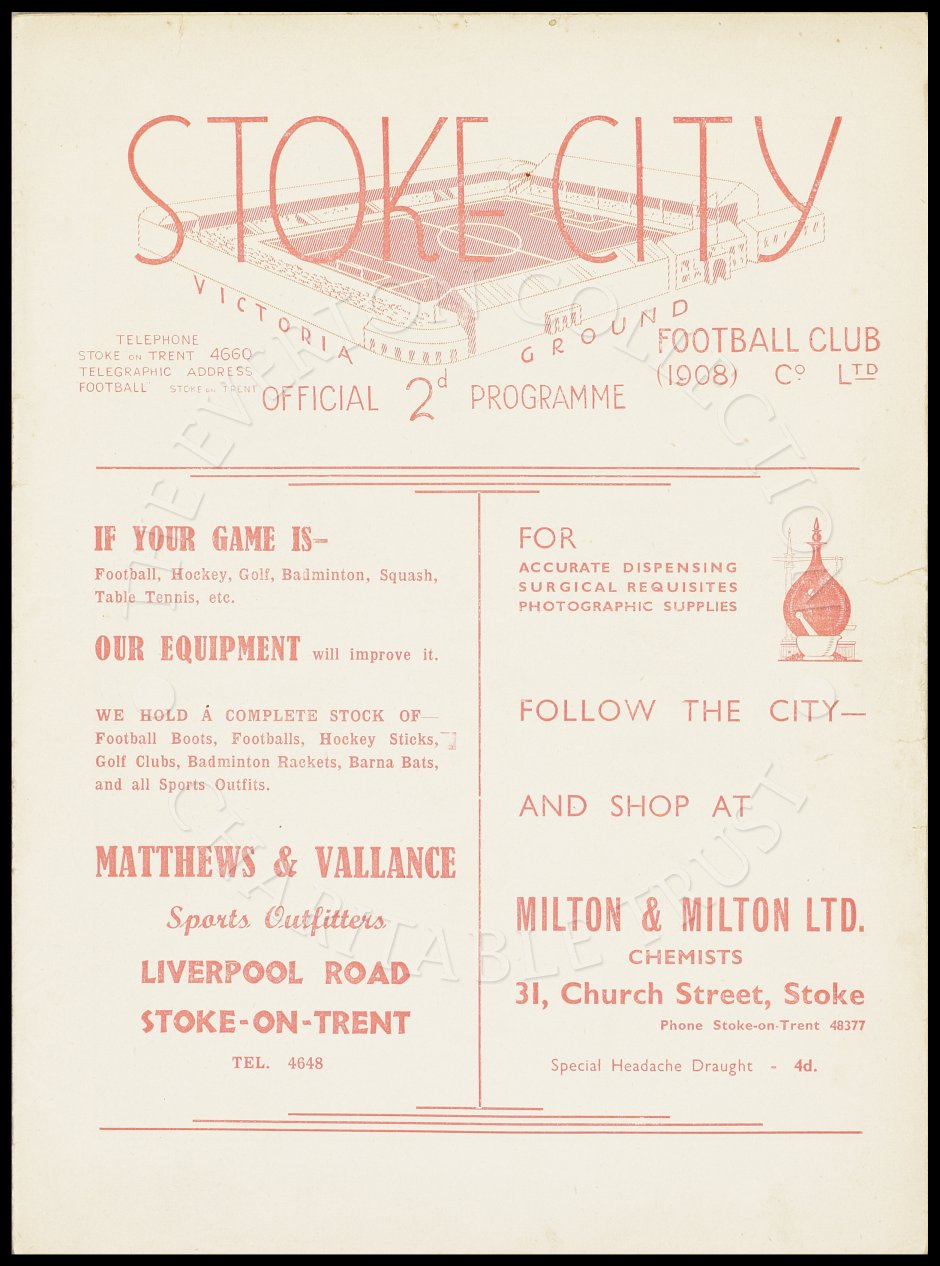 STOKE CITY
VICTORIA GROUND
TELEPHONE
STOKE ON TRENT 4660
TELEGRAPHIC ADDRESS
FOOTBALL" STOKE ON TRENT
FOOTBALL CLUB
(1908) Co LTD
OFFICIAL 2d PROGRAMME
IF YOUR GAME IS—
Football, Hockey, Golf, Badminton, Squash,
Table Tennis, etc.
OUR EQUIPMENT will improve it.
WE HOLD A COMPLETE STOCK OF—
Football Boots, Footballs, Hockey Sticks,
Golf Clubs, Badminton Rackets, Barna Bats,
and all Sports Outfits.
MATTHEWS & VALLANCE
Sports Outfitters
LIVERPOOL ROAD
STOKE-ON-TRENT
TEL. 4648
FOR
ACCURATE DISPENSING
SURGICAL REQUISITES
PHOTOGRAPHIC SUPPLIES
FOLLOW THE CITY—
AND SHOP AT
MILTON & MILTON LTD.
CHEMISTS
31, Church Street, Stoke
Phone Stoke-on-Trent 48377
Special Headache Draught - 4d.
THE EVERTON COLLECTION
CHARITABLE TRUST